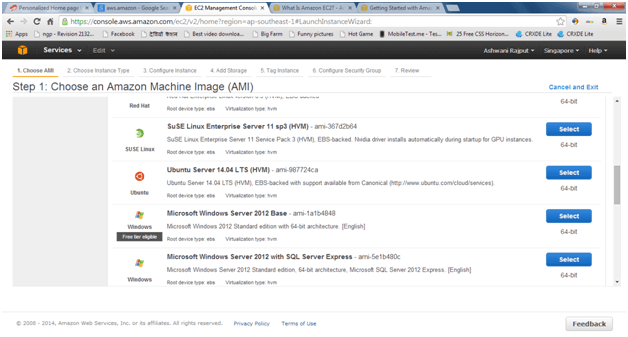 Personalized Home page
aws.amazon - Google Sea
EC2 Management Conso
What Is Amazon EC2? - A
Getting Started with Am
https://console.aws.amazon.com/ec2/v2/home?region=ap-southeast-1#LaunchInstanceWizard:
Apps
ngp - Revision 2132...
Facebook
Best video downloa...
Big Farm
Funny pictures
Hot Game
MobileTest.me - Tes...
25 Free CSS Horizon...
CRXDE Lite
CRXDE Lite
Services
Edit
Ashwani Rajput
Singapore
Help
1. Choose AMI
2. Choose Instance Type
3. Configure Instance
4. Add Storage
5. Tag Instance
6. Configure Security Group
7. Review
Step 1: Choose an Amazon Machine Image (AMI)
Cancel and Exit
Red Hat
Root device type: ebs
Virtualization type: hvm
64-bit
SUSE Linux
SuSE Linux Enterprise Server 11 sp3 (HVM) - ami-367d2b64
SUSE Linux Enterprise Server 11 Service Pack 3 (HVM), EBS-backed. Nvidia driver installs automatically during startup for GPU instances.
Root device type: ebs
Virtualization type: hvm
Select
64-bit
Ubuntu
Ubuntu Server 14.04 LTS (HVM) - ami-987724ca
Ubuntu Server 14.04 LTS (HVM), EBS-backed with support available from Canonical (http://www.ubuntu.com/cloud/services).
Root device type: ebs
Virtualization type: hvm
Select
64-bit
Windows
Free tier eligible
Microsoft Windows Server 2012 Base - ami-1a1b4848
Microsoft Windows 2012 Standard edition with 64-bit architecture. [English]
Root device type: ebs
Virtualization type: hvm
Select
64-bit
Windows
Microsoft Windows Server 2012 with SQL Server Express - ami-5e1b480c
Microsoft Windows Server 2012 Standard edition, 64-bit architecture, Microsoft SQL Server 2012 Express. [English]
Root device type: ebs
Virtualization type: hvm
Select
64-bit
© 2008 - 2014, Amazon Web Services, Inc. or its affiliates. All rights reserved.
Privacy Policy
Terms of Use
Feedback